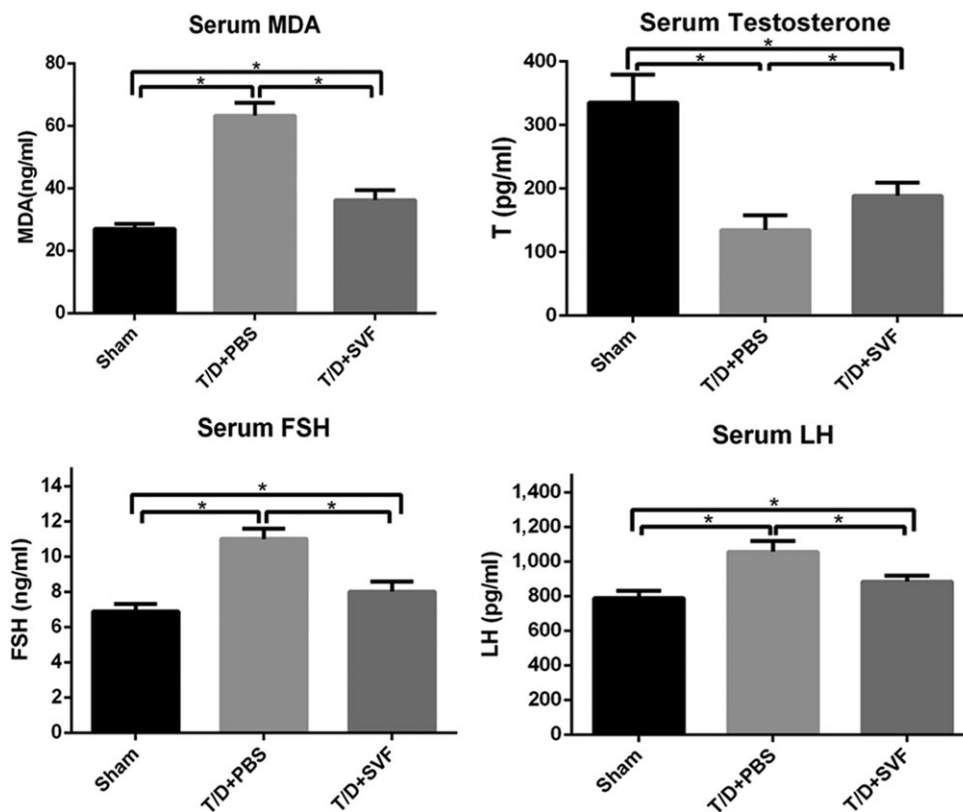 Serum MDA
MDA(ng/ml)
80
60
40
20
0
*
*
*
Sham
T/D+PBS
T/D+SVF
Serum Testosterone
T (pg/ml)
400
300
200
100
0
*
*
*
Sham
T/D+PBS
T/D+SVF
Serum FSH
FSH (ng/ml)
14
12
10
8
6
4
2
0
*
*
*
Sham
T/D+PBS
T/D+SVF
Serum LH
LH (pg/ml)
1,400
1,200
1,000
800
600
400
200
0
*
*
*
Sham
T/D+PBS
T/D+SVF